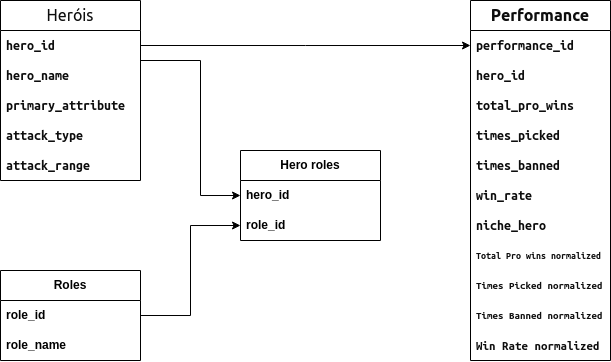 Heróis
hero_id
hero_name
primary_attribute
attack_type
attack_range
Performance
performance_id
hero_id
total_pro_wins
times_picked
times_banned
win_rate
niche_hero
Total Pro wins normalized
Times Picked normalized
Times Banned normalized
Win Rate normalized
Hero roles
hero_id
role_id
Roles
role_id
role_name